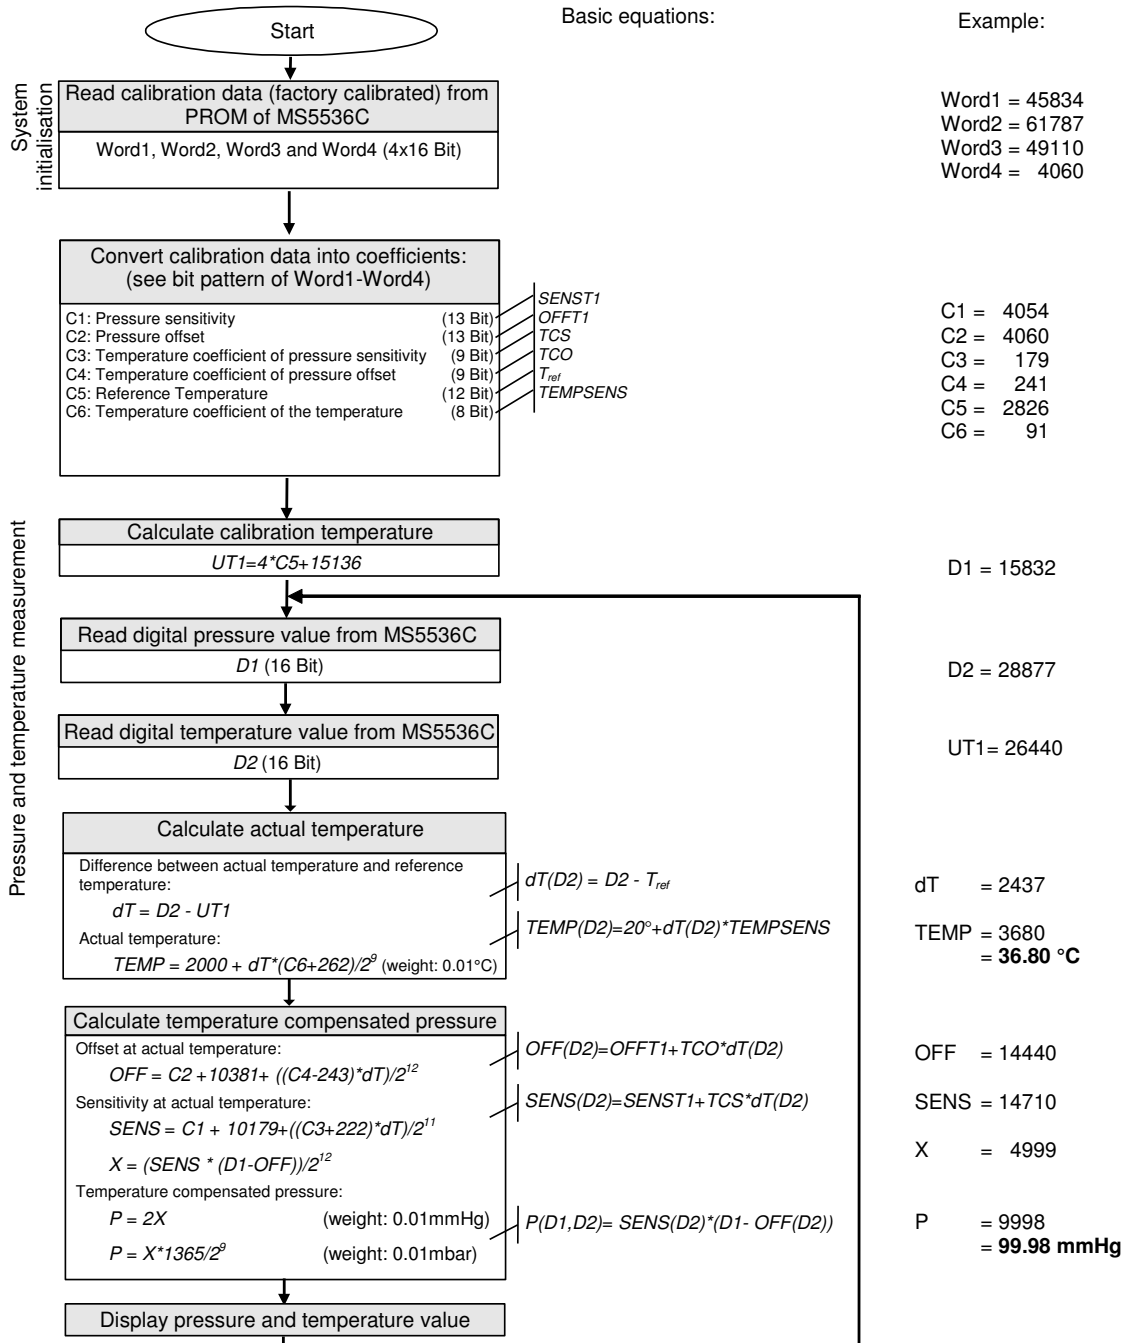 Start
Basic equations:
Example:
System
initialisation
Read calibration data (factory calibrated) from
PROM of MS5536C
Word1, Word2, Word3 and Word4 (4x16 Bit)
Word1 = 45834
Word2 = 61787
Word3 = 49110
Word4 = 4060
Convert calibration data into coefficients:
(see bit pattern of Word1-Word4)
C1: Pressure sensitivity (13 Bit) SENST1
C2: Pressure offset (13 Bit) OFFT1
C3: Temperature coefficient of pressure sensitivity (9 Bit) TCS
C4: Temperature coefficient of pressure offset (9 Bit) TCO
C5: Reference Temperature (12 Bit) Tref
C6: Temperature coefficient of the temperature (8 Bit) TEMPSENS
C1 = 4054
C2 = 4060
C3 = 179
C4 = 241
C5 = 2826
C6 = 91
Pressure and temperature measurement
Calculate calibration temperature
UT1=4*C5+15136
D1 = 15832
Read digital pressure value from MS5536C
D1 (16 Bit)
D2 = 28877
Read digital temperature value from MS5536C
D2 (16 Bit)
UT1= 26440
Calculate actual temperature
Difference between actual temperature and reference
temperature:
dT = D2 - UT1
dT(D2) = D2 - Tref
dT = 2437
Actual temperature:
TEMP = 2000 + dT*(C6+262)/2⁹ (weight: 0.01°C)
TEMP(D2)=20°+dT(D2)*TEMPSENS
TEMP = 3680
= 36.80 °C
Calculate temperature compensated pressure
Offset at actual temperature:
OFF = C2 +10381+ ((C4-243)*dT)/2¹²
OFF(D2)=OFFT1+TCO*dT(D2)
OFF = 14440
Sensitivity at actual temperature:
SENS = C1 + 10179+((C3+222)*dT)/2¹¹
SENS(D2)=SENST1+TCS*dT(D2)
SENS = 14710
X = (SENS * (D1-OFF))/2¹²
X = 4999
Temperature compensated pressure:
P = 2X (weight: 0.01mmHg)
P = X*1365/2⁹ (weight: 0.01mbar)
P(D1,D2)= SENS(D2)*(D1- OFF(D2))
P = 9998
= 99.98 mmHg
Display pressure and temperature value